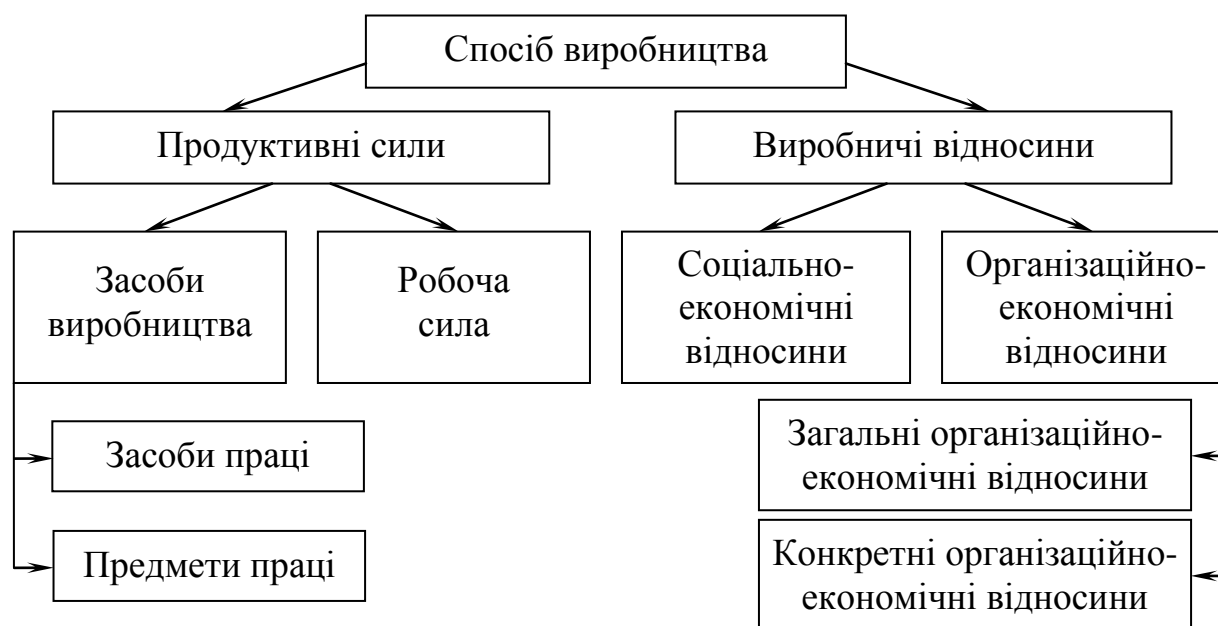 Спосіб виробництва
Продуктивні сили
Виробничі відносини
Засоби
виробництва
Робоча
сила
Соціально-
економічні
відносини
Організаційно-
економічні
відносини
Засоби праці
Предмети праці
Загальні організаційно-
економічні відносини
Конкретні організаційно-
економічні відносини